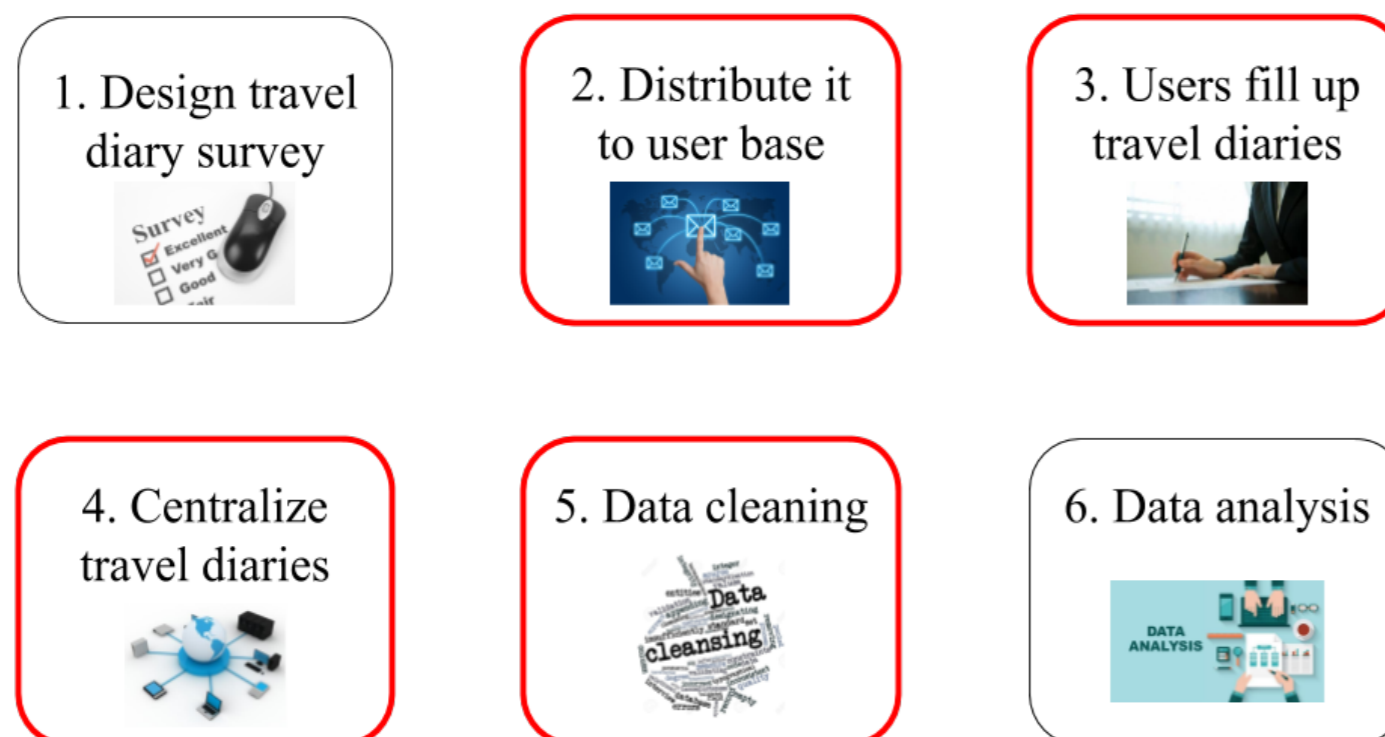 1. Design travel
diary survey
Survey
Excellent
Very G
Good
Fair
2. Distribute it
to user base
3. Users fill up
travel diaries
4. Centralize
travel diaries
5. Data cleaning
Data
cleansing
6. Data analysis
DATA
ANALYSIS